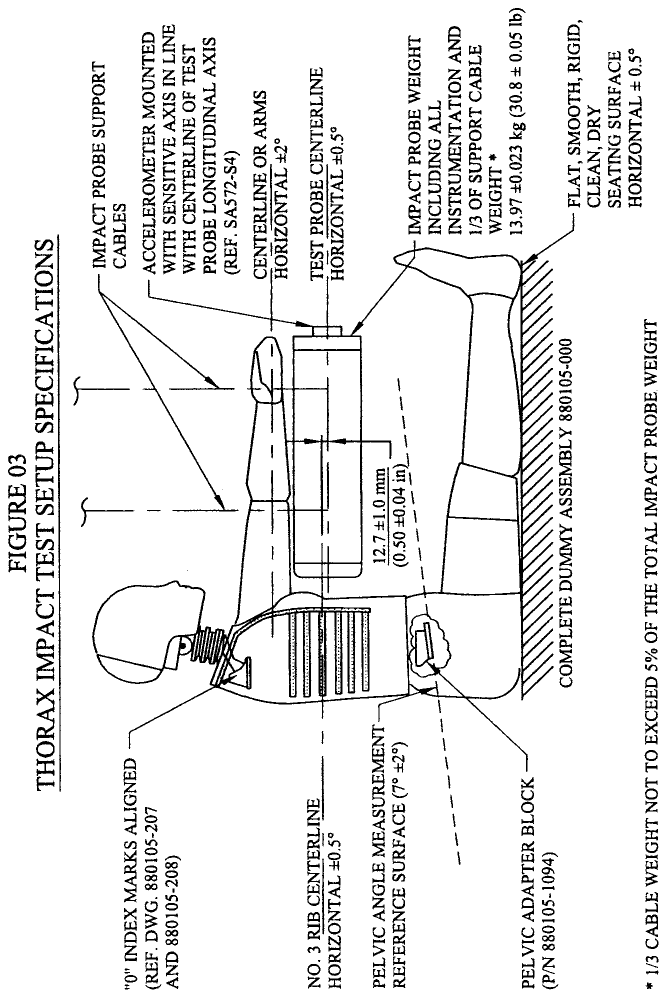 FIGURE 03
THORAX IMPACT TEST SETUP SPECIFICATIONS
"0" INDEX MARKS ALIGNED
(REF. DWG. 880105-207
AND 880105-208)
NO. 3 RIB CENTERLINE
HORIZONTAL ±0.5°
PELVIC ANGLE MEASUREMENT
REFERENCE SURFACE (7° ±2°)
PELVIC ADAPTER BLOCK
(P/N 880105-1094)
IMPACT PROBE SUPPORT
CABLES
ACCELEROMETER MOUNTED
WITH SENSITIVE AXIS IN LINE
WITH CENTERLINE OF TEST
PROBE LONGITUDINAL AXIS
(REF. SA572-S4)
CENTERLINE OR ARMS
HORIZONTAL ±2°
TEST PROBE CENTERLINE
HORIZONTAL ±0.5°
12.7 ±1.0 mm
(0.50 ±0.04 in)
IMPACT PROBE WEIGHT
INCLUDING ALL
INSTRUMENTATION AND
1/3 OF SUPPORT CABLE
WEIGHT *
13.97 ±0.023 kg (30.8 ± 0.05 lb)
FLAT, SMOOTH, RIGID,
CLEAN, DRY
SEATING SURFACE
HORIZONTAL ± 0.5°
COMPLETE DUMMY ASSEMBLY 880105-000
* 1/3 CABLE WEIGHT NOT TO EXCEED 5% OF THE TOTAL IMPACT PROBE WEIGHT